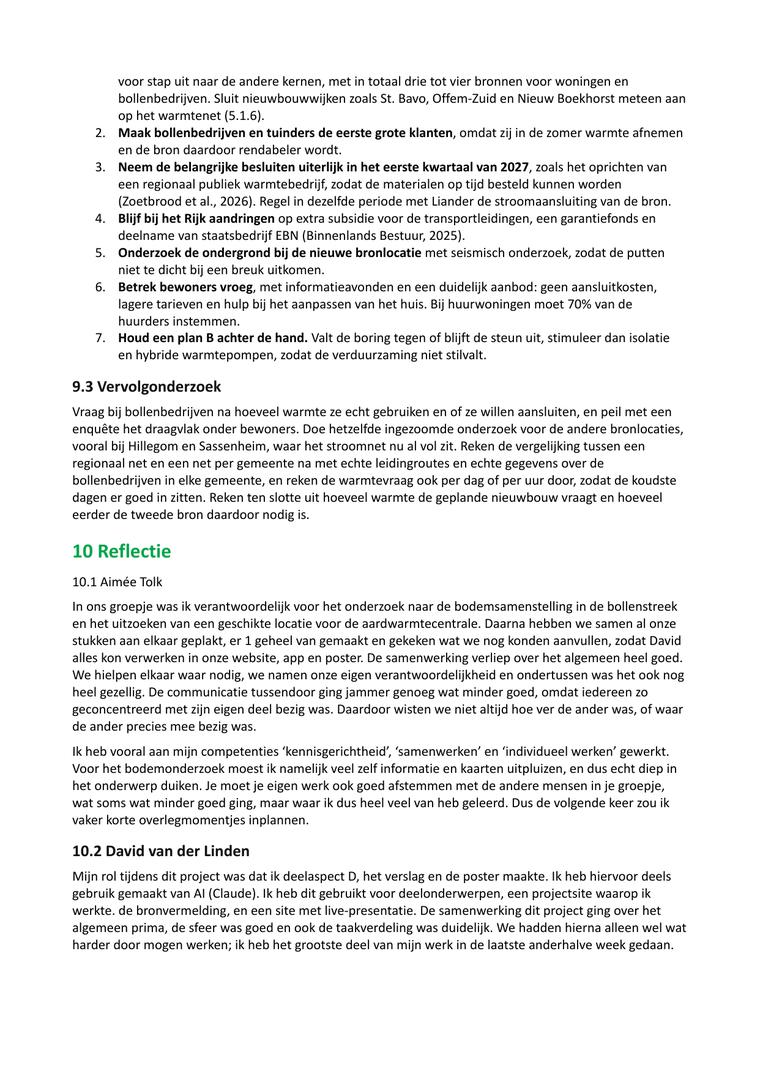 voor stap uit naar de andere kernen, met in totaal drie tot vier bronnen voor woningen en
bollenbedrijven. Sluit nieuwbouwwijken zoals St. Bavo, Offem-Zuid en Nieuw Boekhorst meteen aan
op het warmtenet (5.1.6).
2. Maak bollenbedrijven en tuinders de eerste grote klanten, omdat zij in de zomer warmte afnemen
en de bron daardoor rendabeler wordt.
3. Neem de belangrijke besluiten uiterlijk in het eerste kwartaal van 2027, zoals het oprichten van
een regionaal publiek warmtebedrijf, zodat de materialen op tijd besteld kunnen worden
(Zoetbrood et al., 2026). Regel in dezelfde periode met Liander de stroomaansluiting van de bron.
4. Blijf bij het Rijk aandringen op extra subsidie voor de transportleidingen, een garantiefonds en
deelname van staatsbedrijf EBN (Binnenlands Bestuur, 2025).
5. Onderzoek de ondergrond bij de nieuwe bronlocatie met seismisch onderzoek, zodat de putten
niet te dicht bij een breuk uitkomen.
6. Betrek bewoners vroeg, met informatieavonden en een duidelijk aanbod: geen aansluitkosten,
lagere tarieven en hulp bij het aanpassen van het huis. Bij huurwoningen moet 70% van de
huurders instemmen.
7. Houd een plan B achter de hand. Valt de boring tegen of blijft de steun uit, stimuleer dan isolatie
en hybride warmtepompen, zodat de verduurzaming niet stilvalt.
9.3 Vervolgonderzoek
Vraag bij bollenbedrijven na hoeveel warmte ze echt gebruiken en of ze willen aansluiten, en peil met een
enquête het draagvlak onder bewoners. Doe hetzelfde ingezoomde onderzoek voor de andere bronlocaties,
vooral bij Hillegom en Sassenheim, waar het stroomnet nu al vol zit. Reken de vergelijking tussen een
regionaal net en een net per gemeente na met echte leidingroutes en echte gegevens over de
bollenbedrijven in elke gemeente, en reken de warmtevraag ook per dag of per uur door, zodat de koudste
dagen er goed in zitten. Reken ten slotte uit hoeveel warmte de geplande nieuwbouw vraagt en hoeveel
eerder de tweede bron daardoor nodig is.
10 Reflectie
10.1 Aimée Tolk
In ons groepje was ik verantwoordelijk voor het onderzoek naar de bodemsamenstelling in de bollenstreek
en het uitzoeken van een geschikte locatie voor de aardwarmtecentrale. Daarna hebben we samen al onze
stukken aan elkaar geplakt, er 1 geheel van gemaakt en gekeken wat we nog konden aanvullen, zodat David
alles kon verwerken in onze website, app en poster. De samenwerking verliep over het algemeen heel goed.
We hielpen elkaar waar nodig, we namen onze eigen verantwoordelijkheid en ondertussen was het ook nog
heel gezellig. De communicatie tussendoor ging jammer genoeg wat minder goed, omdat iedereen zo
geconcentreerd met zijn eigen deel bezig was. Daardoor wisten we niet altijd hoe ver de ander was, of waar
de ander precies mee bezig was.
Ik heb vooral aan mijn competenties ‘kennisgerichtheid’, ‘samenwerken’ en ‘individueel werken’ gewerkt.
Voor het bodemonderzoek moest ik namelijk veel zelf informatie en kaarten uitpluizen, en dus echt diep in
het onderwerp duiken. Je moet je eigen werk ook goed afstemmen met de andere mensen in je groepje,
wat soms wat minder goed ging, maar waar ik dus heel veel van heb geleerd. Dus de volgende keer zou ik
vaker korte overlegmomentjes inplannen.
10.2 David van der Linden
Mijn rol tijdens dit project was dat ik deelaspect D, het verslag en de poster maakte. Ik heb hiervoor deels
gebruik gemaakt van AI (Claude). Ik heb dit gebruikt voor deelonderwerpen, een projectsite waarop ik
werkte. de bronvermelding, en een site met live-presentatie. De samenwerking dit project ging over het
algemeen prima, de sfeer was goed en ook de taakverdeling was duidelijk. We hadden hierna alleen wel wat
harder door mogen werken; ik heb het grootste deel van mijn werk in de laatste anderhalve week gedaan.